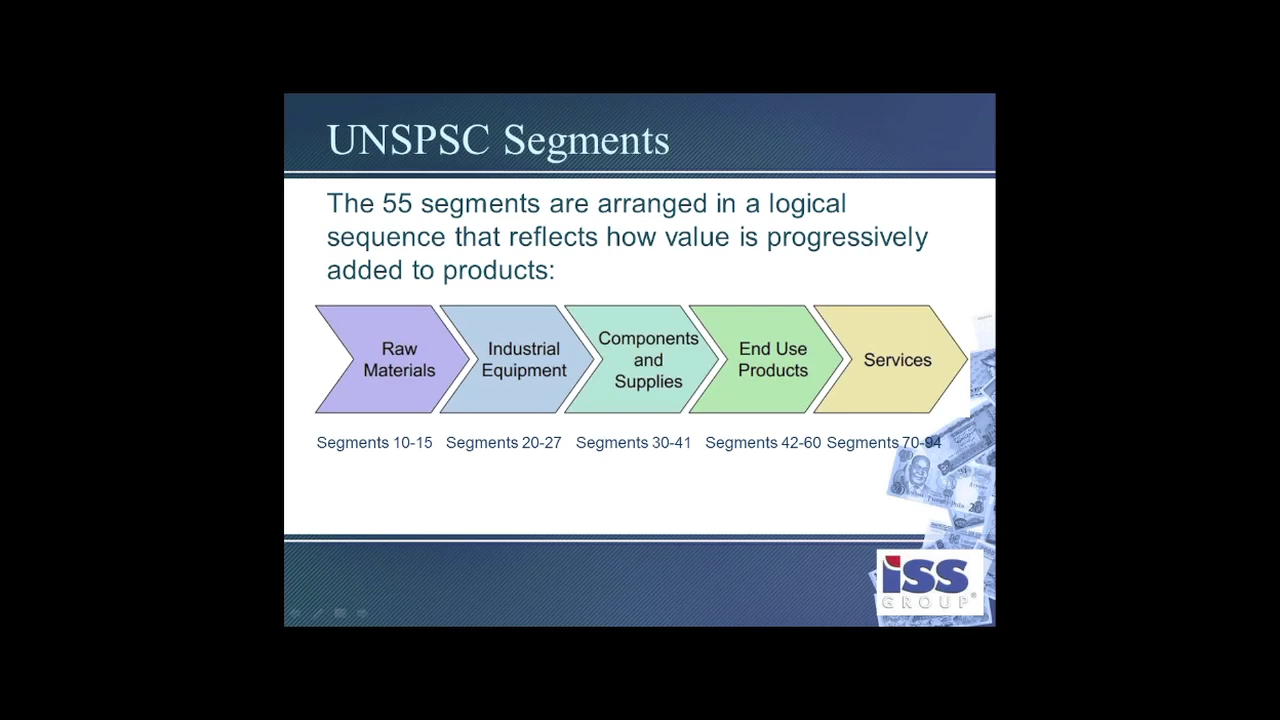 UNSPSC Segments
The 55 segments are arranged in a logical
sequence that reflects how value is progressively
added to products:
Raw
Materials
Industrial
Equipment
Components
and
Supplies
End Use
Products
Services
Segments 10-15
Segments 20-27
Segments 30-41
Segments 42-60
Segments 70-94
iSS
GROUP®